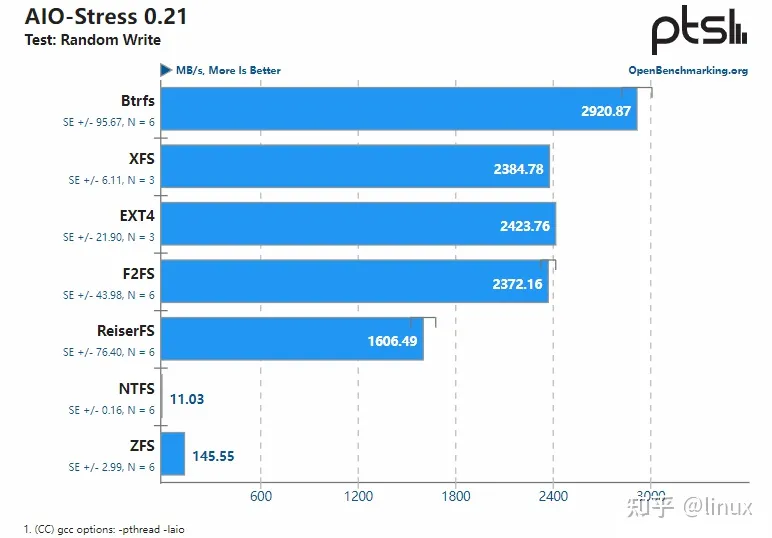 AIO-Stress 0.21
Test: Random Write
ptsl
MB/s, More Is Better
OpenBenchmarking.org
Btrfs
SE +/- 95.67, N = 6
2920.87
XFS
SE +/- 6.11, N = 3
2384.78
EXT4
SE +/- 21.90, N = 3
2423.76
F2FS
SE +/- 43.98, N = 6
2372.16
ReiserFS
SE +/- 76.40, N = 6
1606.49
NTFS
SE +/- 0.16, N = 6
11.03
ZFS
SE +/- 2.99, N = 6
145.55
600 1200 1800 2400 3000
知乎 @linux
1. (CC) gcc options: -pthread -laio